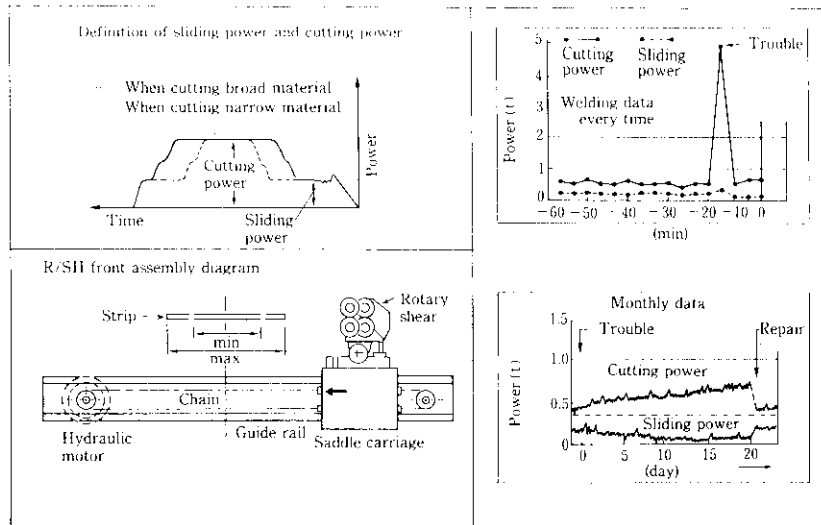 Definition of sliding power and cutting power
When cutting broad material
When cutting narrow material
Power
Cutting
power
Time
Sliding
power
5
4
3
2
1
0
Power (t)
Cutting
power
Sliding
power
Trouble
Welding data
every time
−60 −50 −40 −30 −20 −10 0
(min)
R/SH front assembly diagram
Strip
min
max
Rotary
shear
Chain
Hydraulic
motor
Guide rail
Saddle carriage
Monthly data
1.5
1.0
0.5
0
Power (t)
Trouble
Repair
Cutting power
Sliding power
0 5 10 15 20
(day)